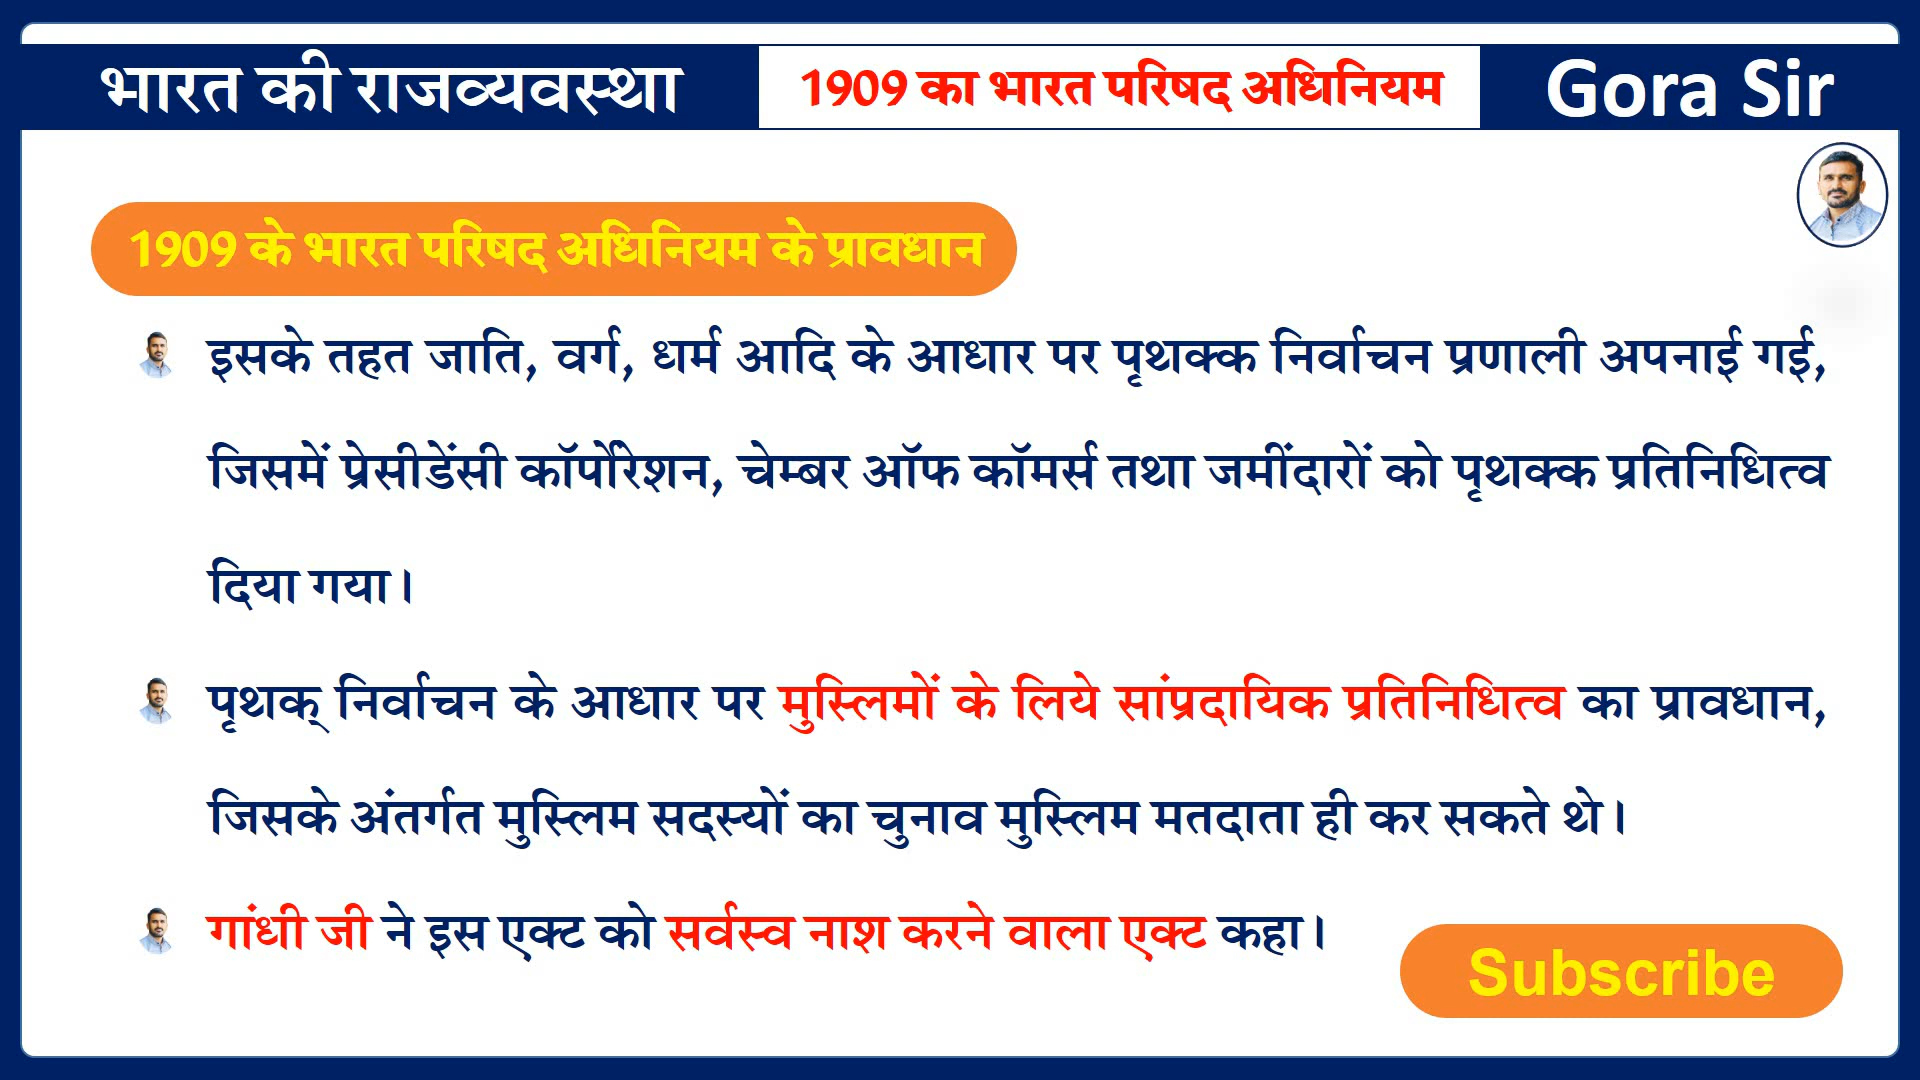 भारत की राजव्यवस्था
1909 का भारत परिषद अधिनियम
Gora Sir
1909 के भारत परिषद अधिनियम के प्रावधान
इसके तहत जाति, वर्ग, धर्म आदि के आधार पर पृथक्क निर्वाचन प्रणाली अपनाई गई,
जिसमें प्रेसीडेंसी कॉर्पोरेशन, चेम्बर ऑफ कॉमर्स तथा जमींदारों को पृथक्क प्रतिनिधित्व
दिया गया।
पृथक् निर्वाचन के आधार पर मुस्लिमों के लिये सांप्रदायिक प्रतिनिधित्व का प्रावधान,
जिसके अंतर्गत मुस्लिम सदस्यों का चुनाव मुस्लिम मतदाता ही कर सकते थे।
गांधी जी ने इस एक्ट को सर्वस्व नाश करने वाला एक्ट कहा।
Subscribe